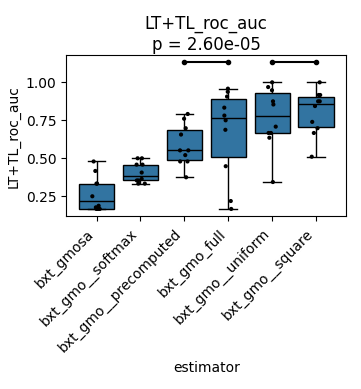 LT+TL_roc_auc
p = 2.60e-05
LT+TL_roc_auc
1.00
0.75
0.50
0.25
bxt_gmosa
bxt_gmo__softmax
bxt_gmo__precomputed
bxt_gmo_full
bxt_gmo__uniform
bxt_gmo__square
estimator